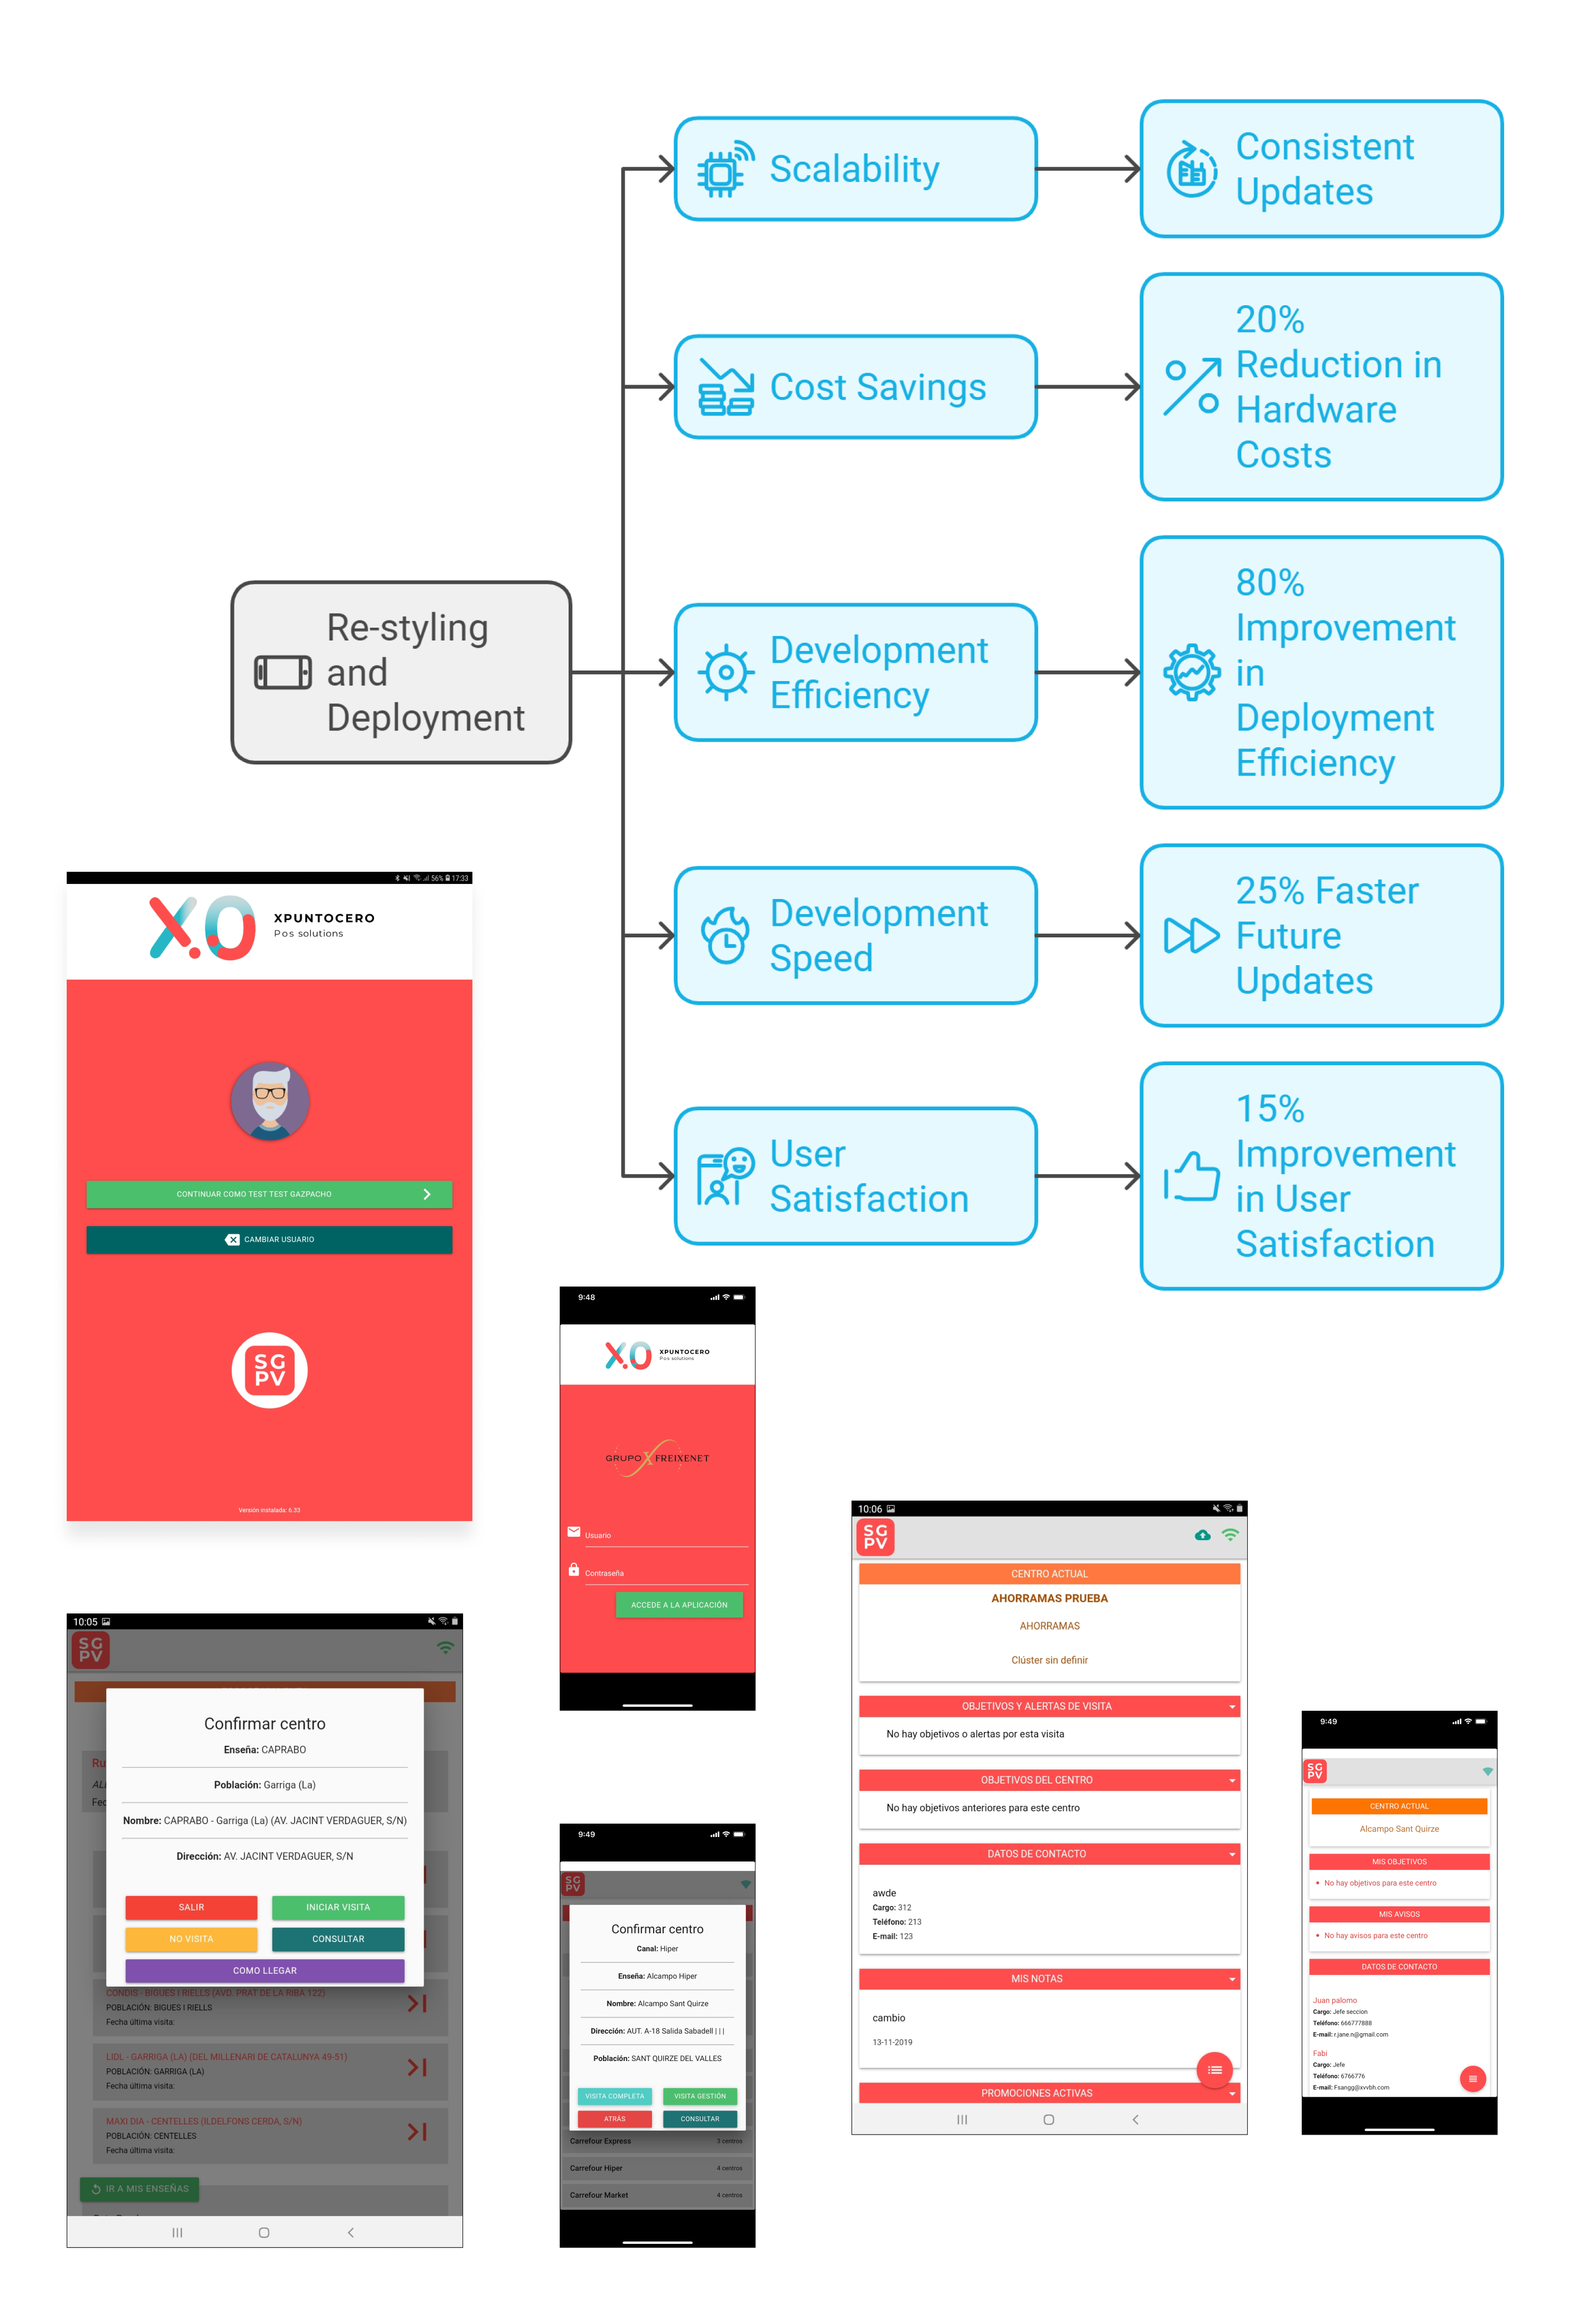 Scalability
Consistent
Updates
Cost Savings
20%
Reduction in
Hardware
Costs
Re-styling
and
Deployment
Development
Efficiency
80%
Improvement
in
Deployment
Efficiency
Development
Speed
25% Faster
Future
Updates
User
Satisfaction
15%
Improvement
in User
Satisfaction
56% 17:33
X.0
XPUNTOCERO
Pos solutions
CONTINUAR COMO TEST TEST GAZPACHO
CAMBIAR USUARIO
SG
PV
Versión instalada: 6.33
9:48
X.0
XPUNTOCERO
Pos solutions
GRUPO FREIXENET
Usuario
Contraseña
ACCEDE A LA APLICACIÓN
10:05
SG
PV
Ru
Fec
Confirmar centro
Enseña: CAPRABO
Población: Garriga (La)
Nombre: CAPRABO - Garriga (La) (AV. JACINT VERDAGUER, S/N)
Dirección: AV. JACINT VERDAGUER, S/N
SALIR
INICIAR VISITA
NO VISITA
CONSULTAR
COMO LLEGAR
CONDIS - BIGUES I RIELLS (AVD. PRAT DE LA RIBA 122)
POBLACIÓN: BIGUES I RIELLS
Fecha última visita:
LIDL - GARRIGA (LA) (DEL MILLENARI DE CATALUNYA 49-51)
POBLACIÓN: GARRIGA (LA)
Fecha última visita:
MAXI DIA - CENTELLES (ILDELFONS CERDA, S/N)
POBLACIÓN: CENTELLES
Fecha última visita:
IR A MIS ENSEÑAS
9:49
SG
PV
Confirmar centro
Canal: Hiper
Enseña: Alcampo Hiper
Nombre: Alcampo Sant Quirze
Dirección: AUT. A-18 Salida Sabadell | | |
Población: SANT QUIRZE DEL VALLES
VISITA COMPLETA
VISITA GESTIÓN
ATRÁS
CONSULTAR
Carrefour Express 3 centros
Carrefour Hiper 4 centros
Carrefour Market 4 centros
10:06
SG
PV
CENTRO ACTUAL
AHORRAMAS PRUEBA
AHORRAMAS
Clúster sin definir
OBJETIVOS Y ALERTAS DE VISITA
No hay objetivos o alertas por esta visita
OBJETIVOS DEL CENTRO
No hay objetivos anteriores para este centro
DATOS DE CONTACTO
awde
Cargo: 312
Teléfono: 213
E-mail: 123
MIS NOTAS
cambio
13-11-2019
PROMOCIONES ACTIVAS
9:49
SG
PV
CENTRO ACTUAL
Alcampo Sant Quirze
MIS OBJETIVOS
No hay objetivos para este centro
MIS AVISOS
No hay avisos para este centro
DATOS DE CONTACTO
Juan palomo
Cargo: Jefe seccion
Teléfono: 666777888
E-mail: r.jane.n@gmail.com
Fabi
Cargo: Jefe
Teléfono: 6766776
E-mail: Fsangg@xvvbh.com